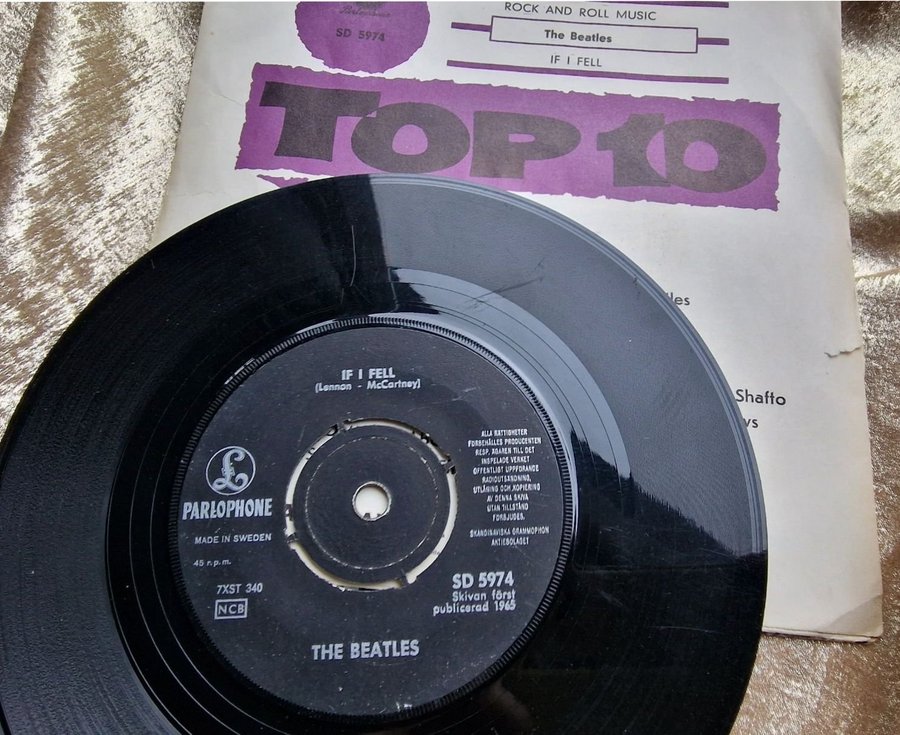 ROCK AND ROLL MUSIC
SD 5974
The Beatles
IF I FELL
TOP 10
les
Shafto
ws
IF I FELL
(Lennon - McCartney)
ALLA RÄTTIGHETER
FÖRBEHÅLLES PRODUCENTEN
RESP. ÄGAREN TILL DET
INSPELADE VERKET
OFFENTLIGT UPPFÖRANDE
RADIOUTSÄNDNING,
UTLÅNING OCH KOPIERING
AV DENNA SKIVA
UTAN TILLSTÅND
FÖRBJUDES.
SKANDINAVISKA GRAMMOPHON
AKTIEBOLAGET
£
PARLOPHONE
MADE IN SWEDEN
45 r.p.m.
7XST 340
NCB
SD 5974
Skivan först
publicerad 1965
THE BEATLES